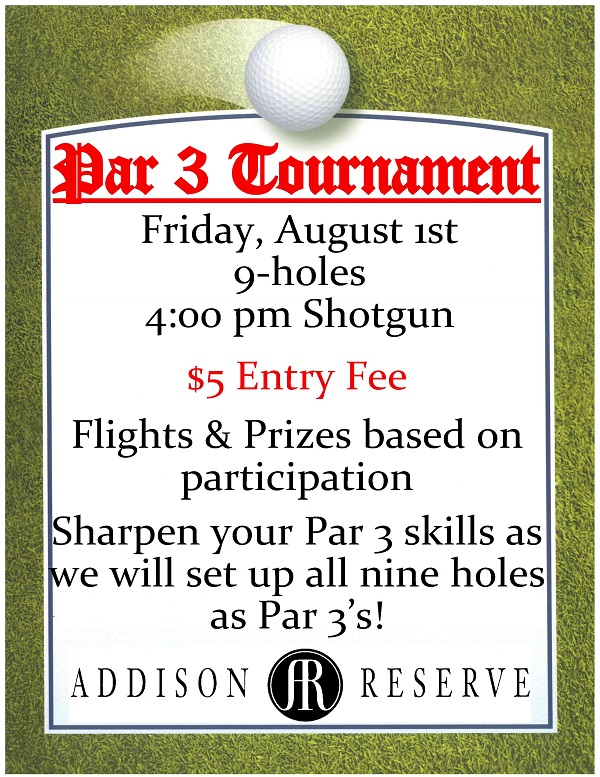 Par 3 Tournament
Friday, August 1st
9-holes
4:00 pm Shotgun
$5 Entry Fee
Flights & Prizes based on
participation
Sharpen your Par 3 skills as
we will set up all nine holes
as Par 3's!
ADDISON AR RESERVE